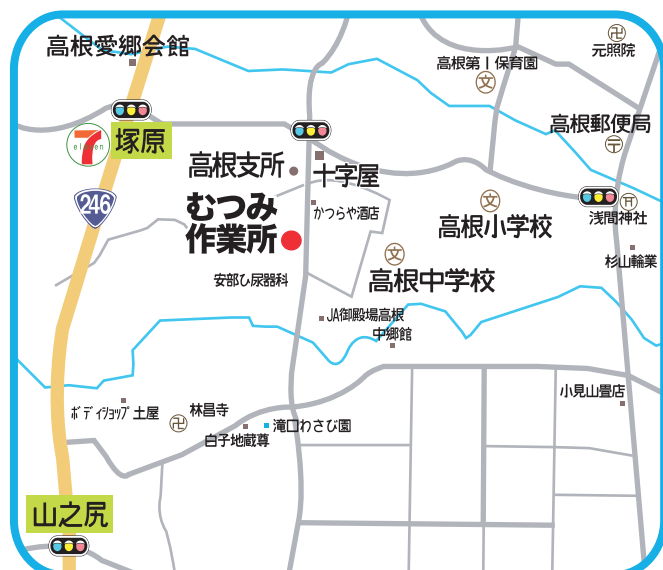 高根愛郷会館
高根第1保育園
元照院
7
eleven
塚原
高根郵便局
高根支所
十字屋
246
むつみ
作業所
かつらや酒店
高根小学校
浅間神社
杉山輪業
安部ひ尿器科
高根中学校
JA御殿場高根
中郷館
小見山畳店
ボディショップ土屋
林昌寺
滝口わさび園
白子地蔵尊
山之尻